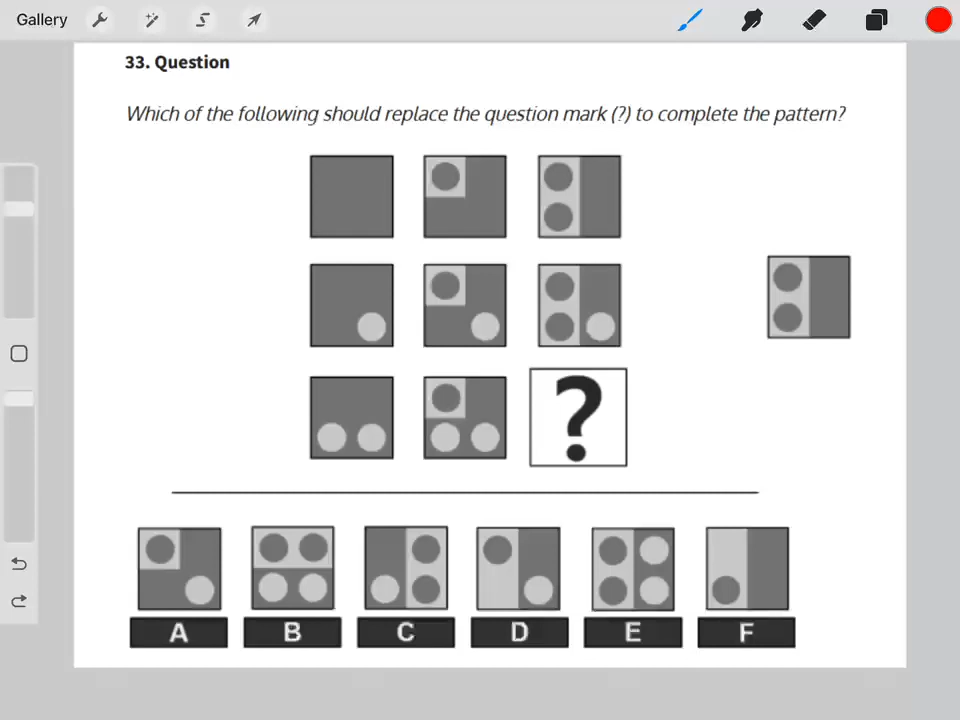 Gallery
33. Question
Which of the following should replace the question mark (?) to complete the pattern?
?
A B C D E F